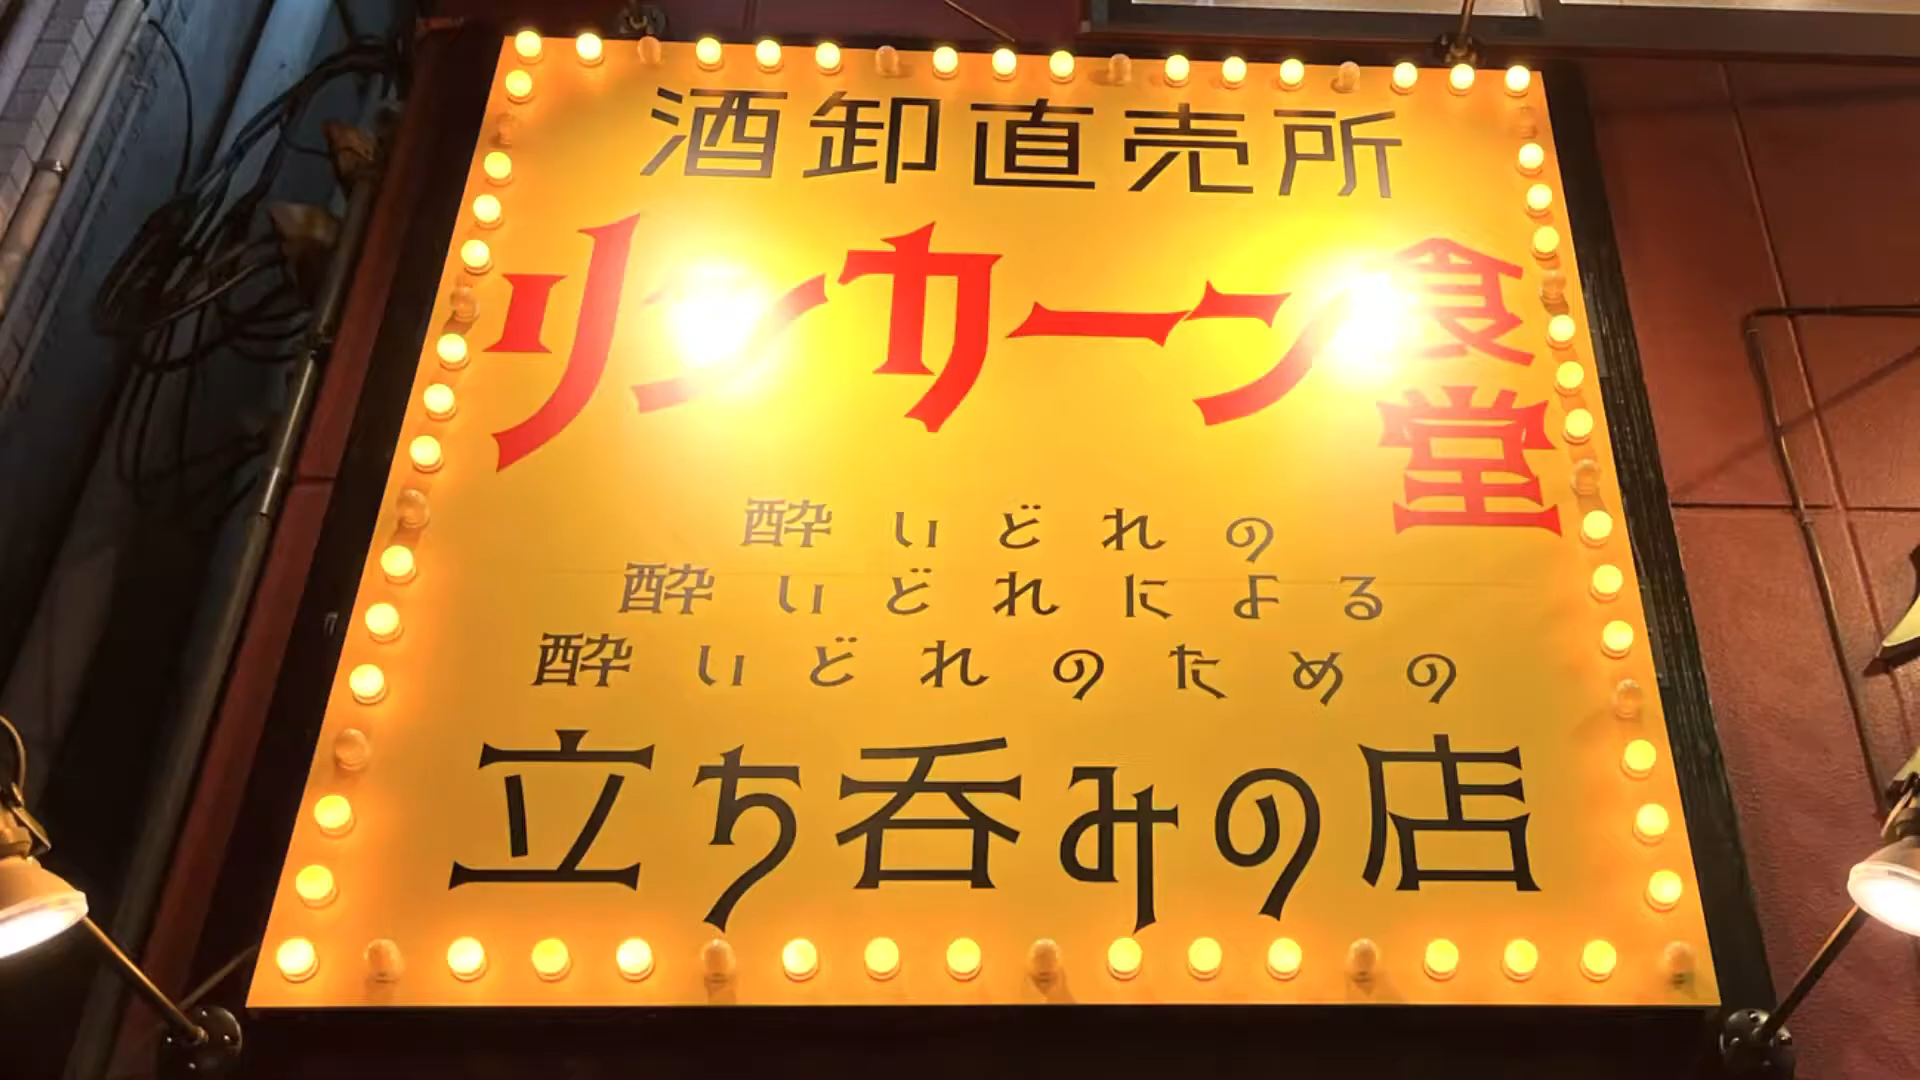 酒卸直売所
リンカーン食堂
酔いどれの
酔いどれによる
酔いどれのための
立ち呑みの店